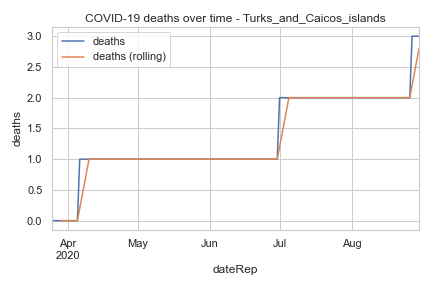 COVID-19 deaths over time - Turks_and_Caicos_islands
deaths
deaths (rolling)
3.0
2.5
2.0
1.5
1.0
0.5
0.0
deaths
Apr
2020
May
Jun
Jul
Aug
dateRep